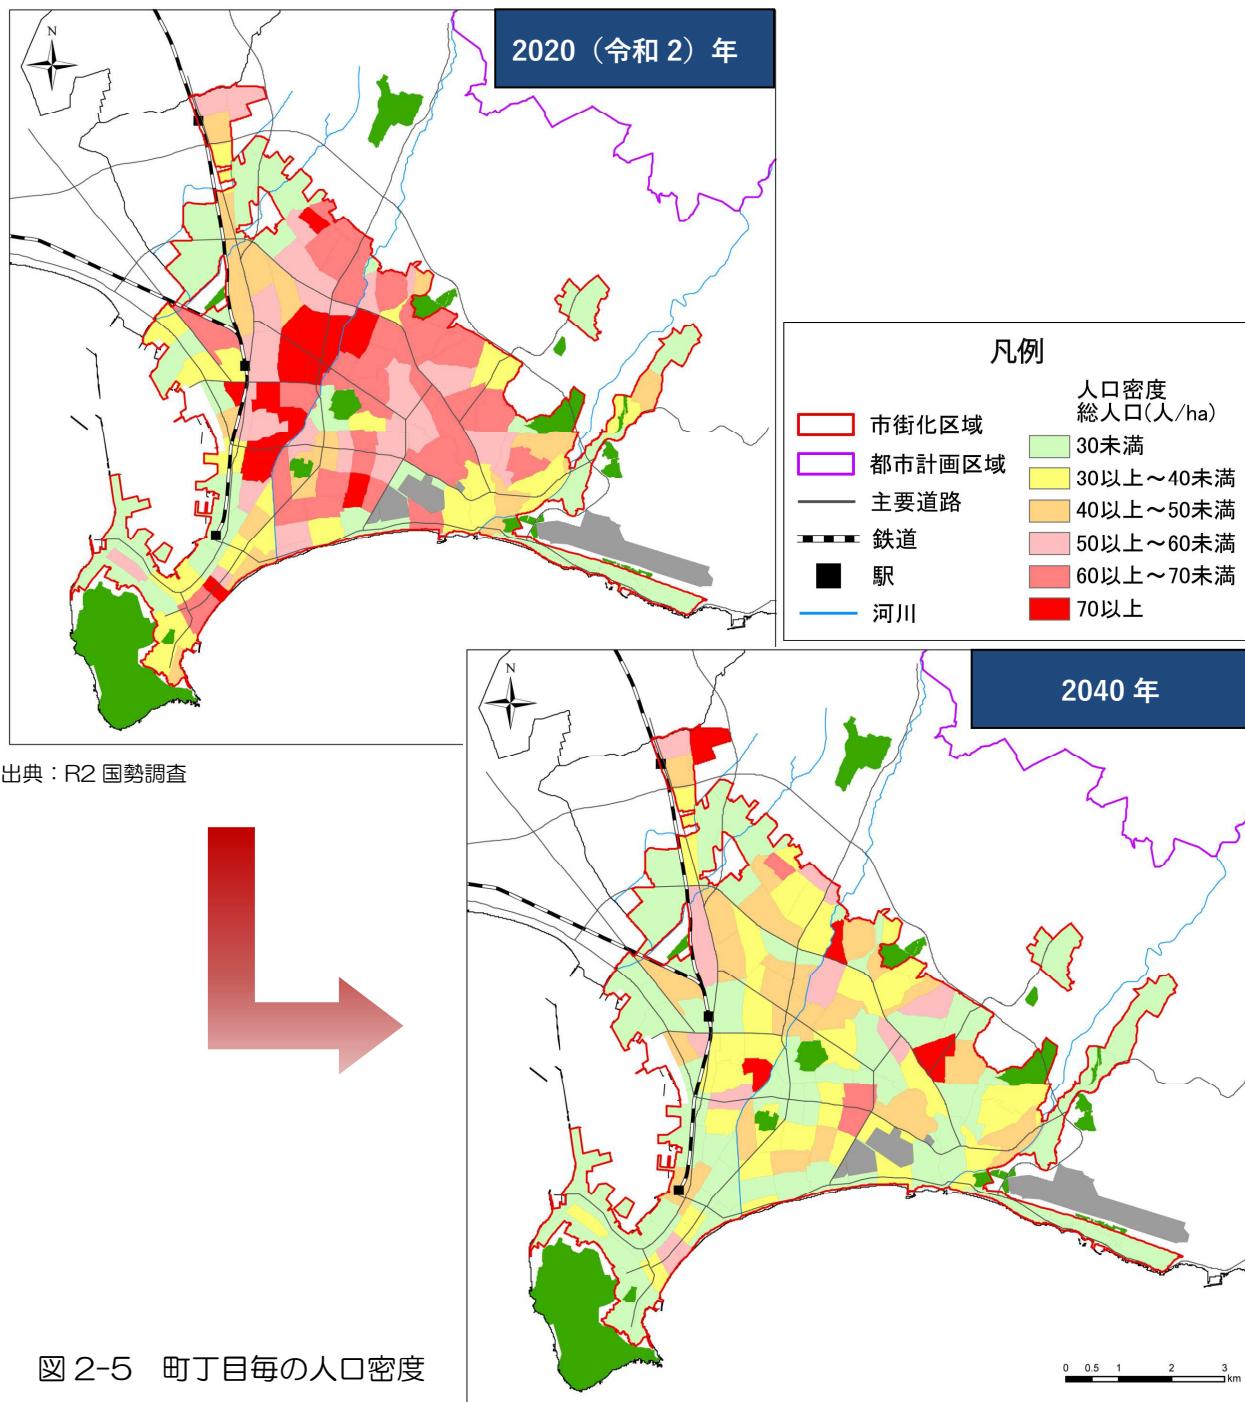 2020（令和2）年
N
凡例
人口密度
総人口(人/ha)
市街化区域
都市計画区域
主要道路
鉄道
駅
河川
30未満
30以上～40未満
40以上～50未満
50以上～60未満
60以上～70未満
70以上
出典：R2 国勢調査
2040 年
N
図 2-5　町丁目毎の人口密度
0 0.5 1 2 3
km